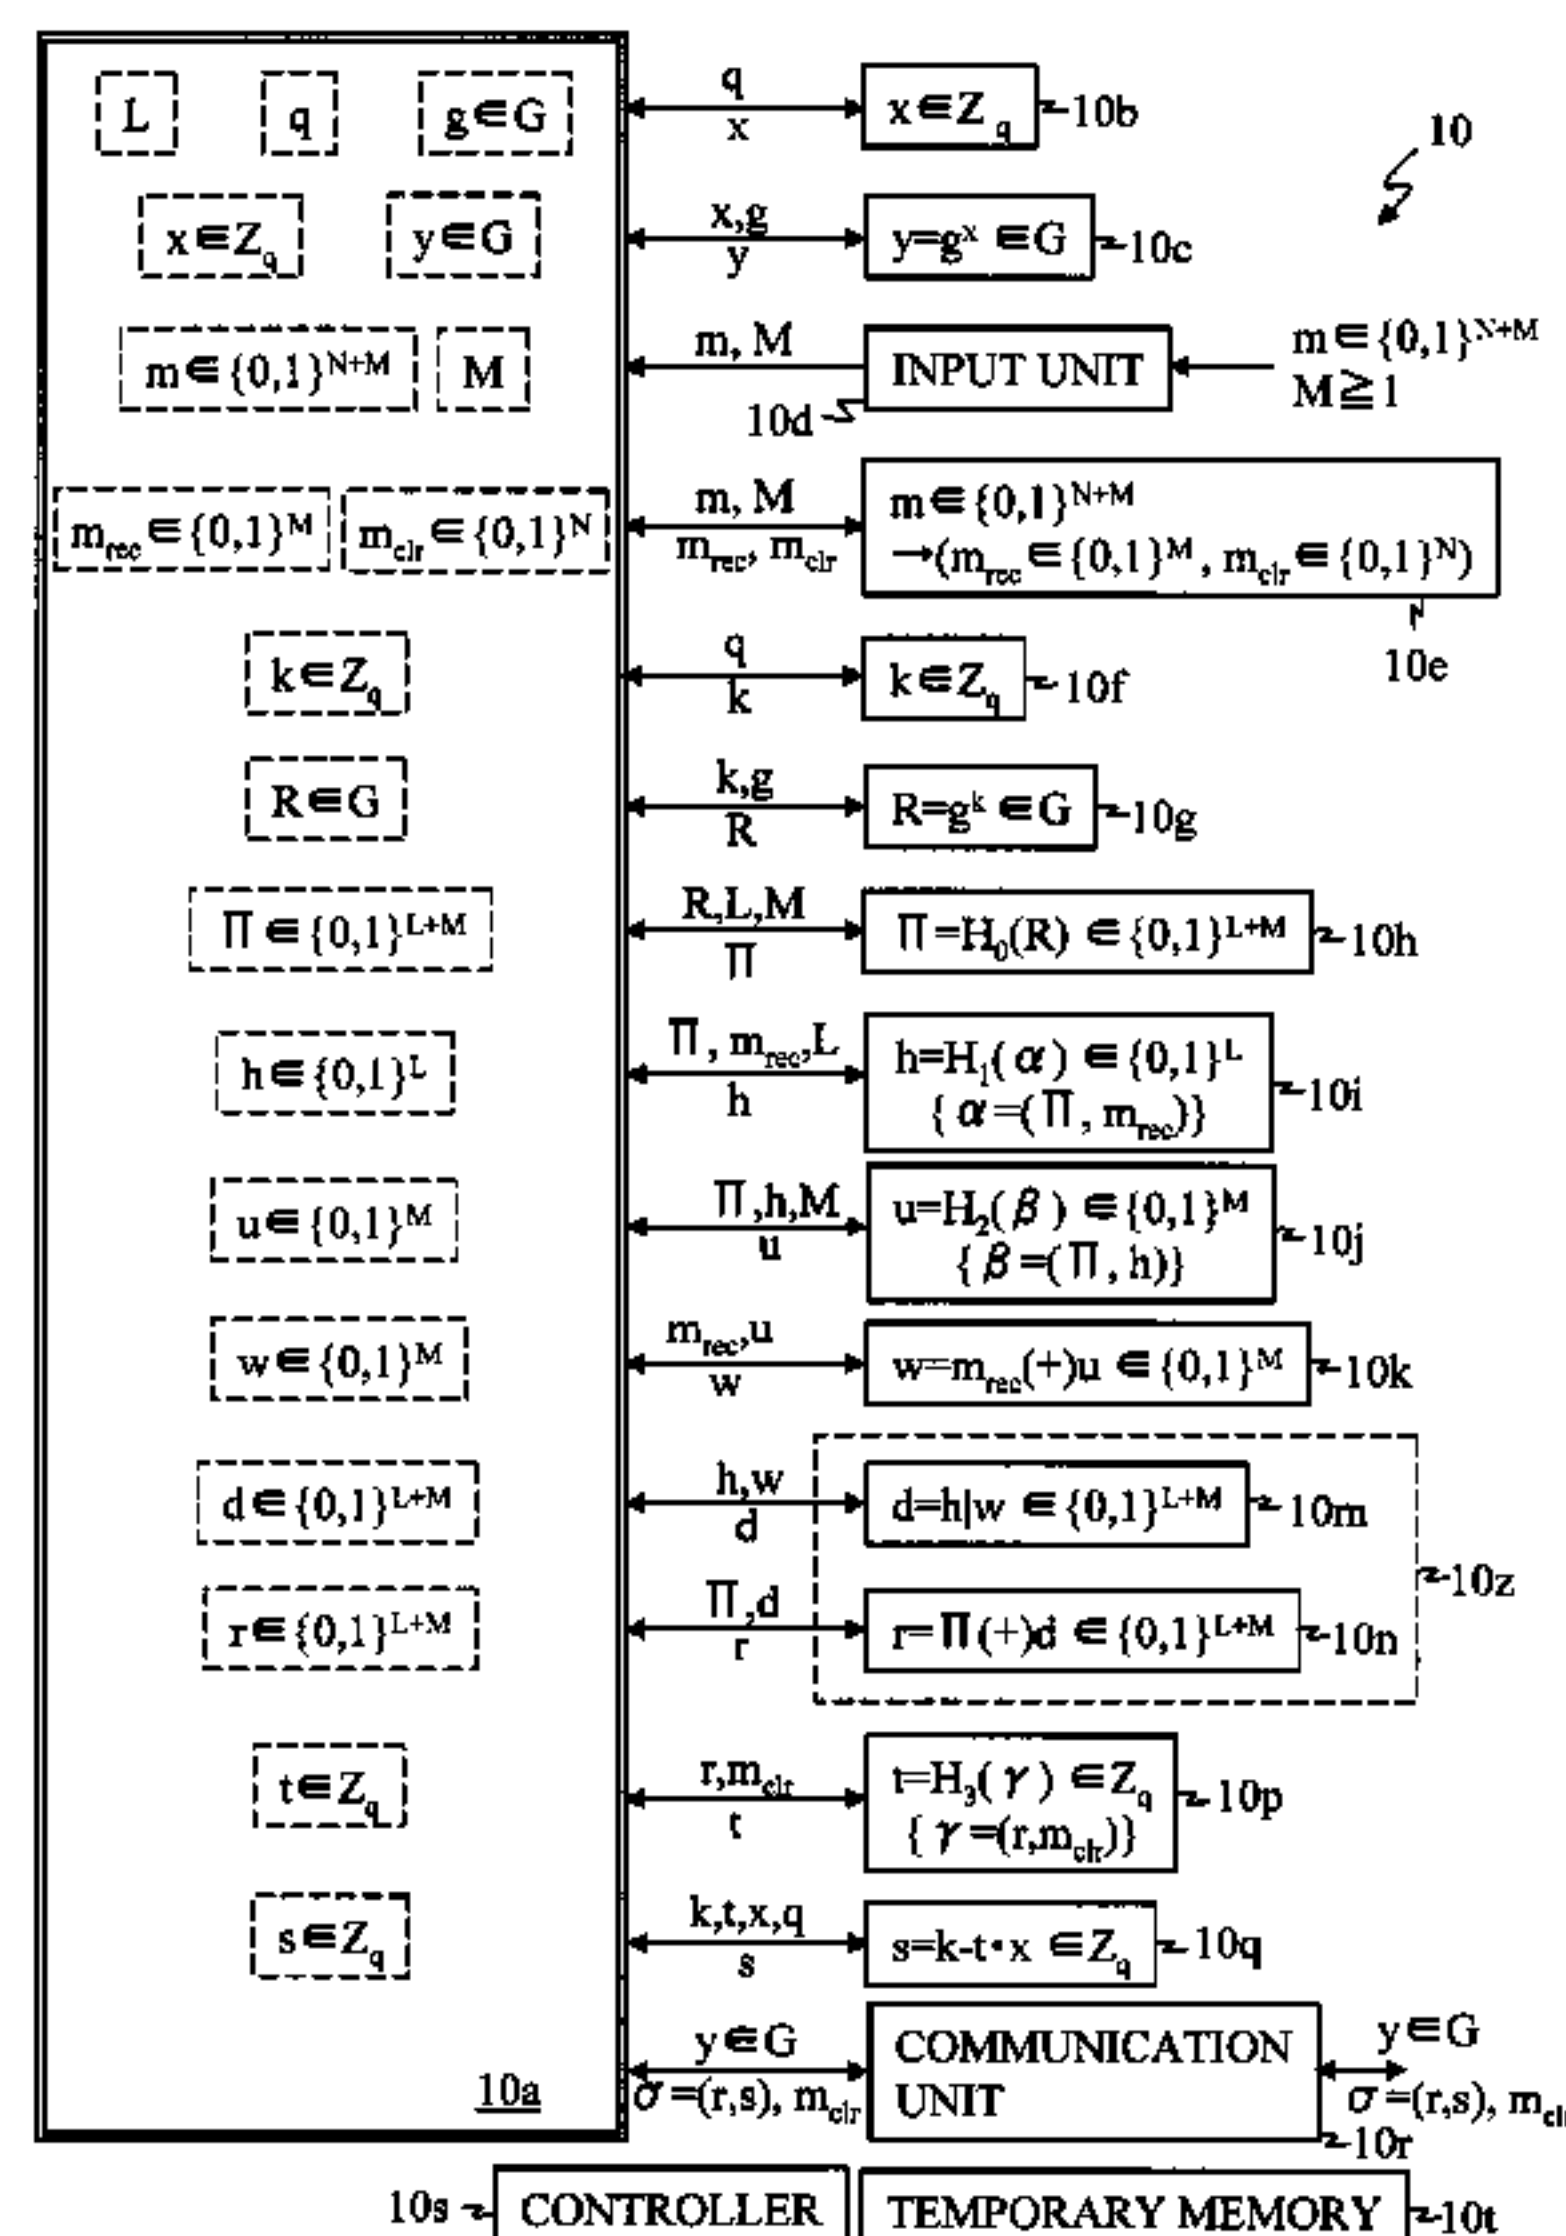 L q g∈G
q
x
x∈Z_q
10b
10
x∈Z_q y∈G
x,g
y
y=g^x ∈G
10c
m∈{0,1}^{N+M} M
m, M
INPUT UNIT
m∈{0,1}^{N+M}
M≧1
10d
m_rec∈{0,1}^M m_clr∈{0,1}^N
m, M
m_rec, m_clr
m∈{0,1}^{N+M}
→(m_rec∈{0,1}^M, m_clr∈{0,1}^N)
10e
k∈Z_q
q
k
k∈Z_q
10f
R∈G
k,g
R
R=g^k ∈G
10g
Π∈{0,1}^{L+M}
R,L,M
Π
Π=H_0(R) ∈{0,1}^{L+M}
10h
h∈{0,1}^L
Π, m_rec,L
h
h=H_1(α) ∈{0,1}^L
{α=(Π, m_rec)}
10i
u∈{0,1}^M
Π,h,M
u
u=H_2(β) ∈{0,1}^M
{β=(Π, h)}
10j
w∈{0,1}^M
m_rec,u
w
w=m_rec(+)u ∈{0,1}^M
10k
d∈{0,1}^{L+M}
h,w
d
d=h|w ∈{0,1}^{L+M}
10m
10z
r∈{0,1}^{L+M}
Π,d
r
r=Π(+)d ∈{0,1}^{L+M}
10n
t∈Z_q
r,m_clr
t
t=H_3(γ) ∈Z_q
{γ=(r,m_clr)}
10p
s∈Z_q
k,t,x,q
s
s=k-t·x ∈Z_q
10q
y∈G
σ=(r,s), m_clr
COMMUNICATION
UNIT
y∈G
σ=(r,s), m_cl
10r
10a
10s
CONTROLLER
TEMPORARY MEMORY
10t